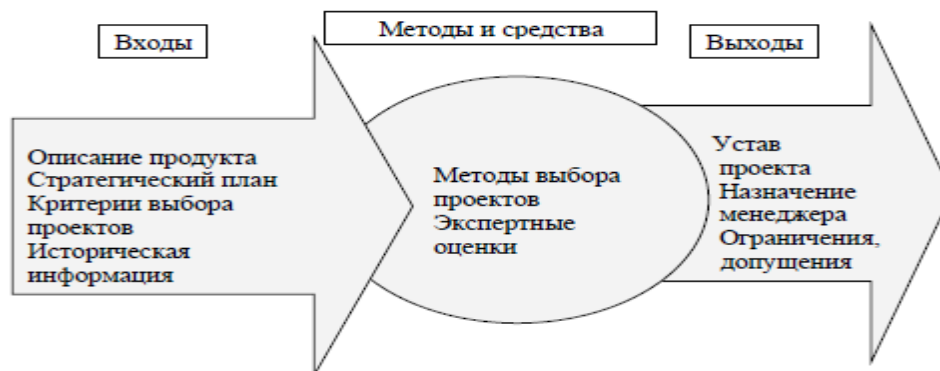 Входы
Методы и средства
Выходы
Описание продукта
Стратегический план
Критерии выбора
проектов
Историческая
информация
Методы выбора
проектов
Экспертные
оценки
Устав
проекта
Назначение
менеджера
Ограничения,
допущения